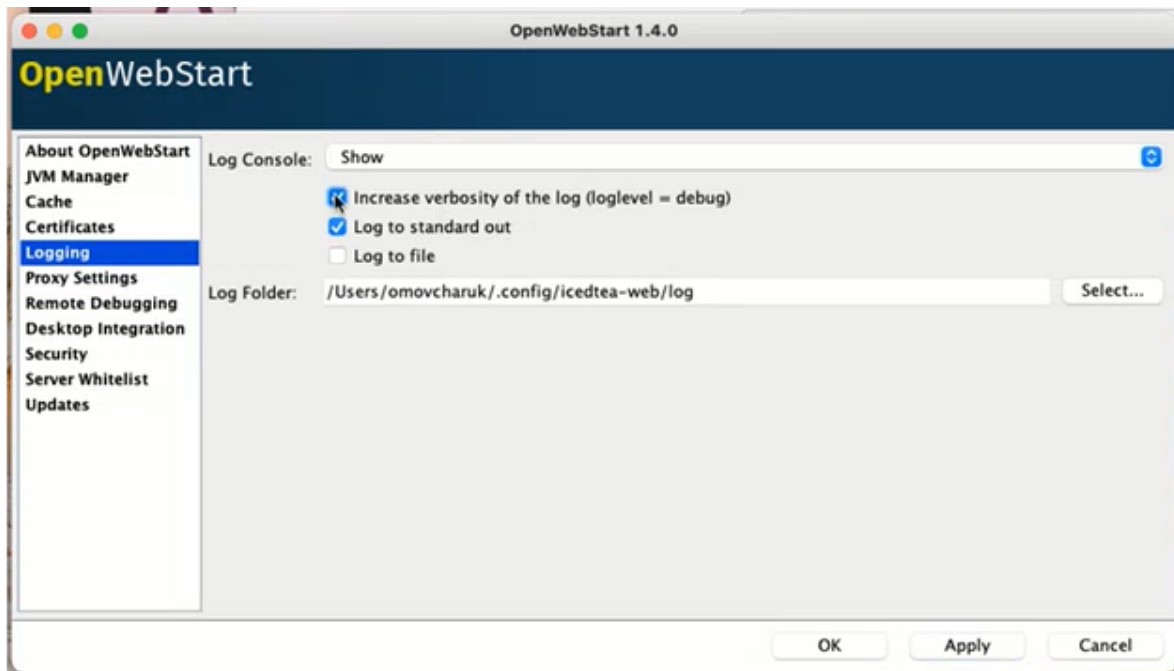 OpenWebStart 1.4.0
OpenWebStart
About OpenWebStart
JVM Manager
Cache
Certificates
Logging
Proxy Settings
Remote Debugging
Desktop Integration
Security
Server Whitelist
Updates
Log Console: Show
Increase verbosity of the log (loglevel = debug)
Log to standard out
Log to file
Log Folder: /Users/omovcharuk/.config/icedtea-web/log Select...
OK Apply Cancel